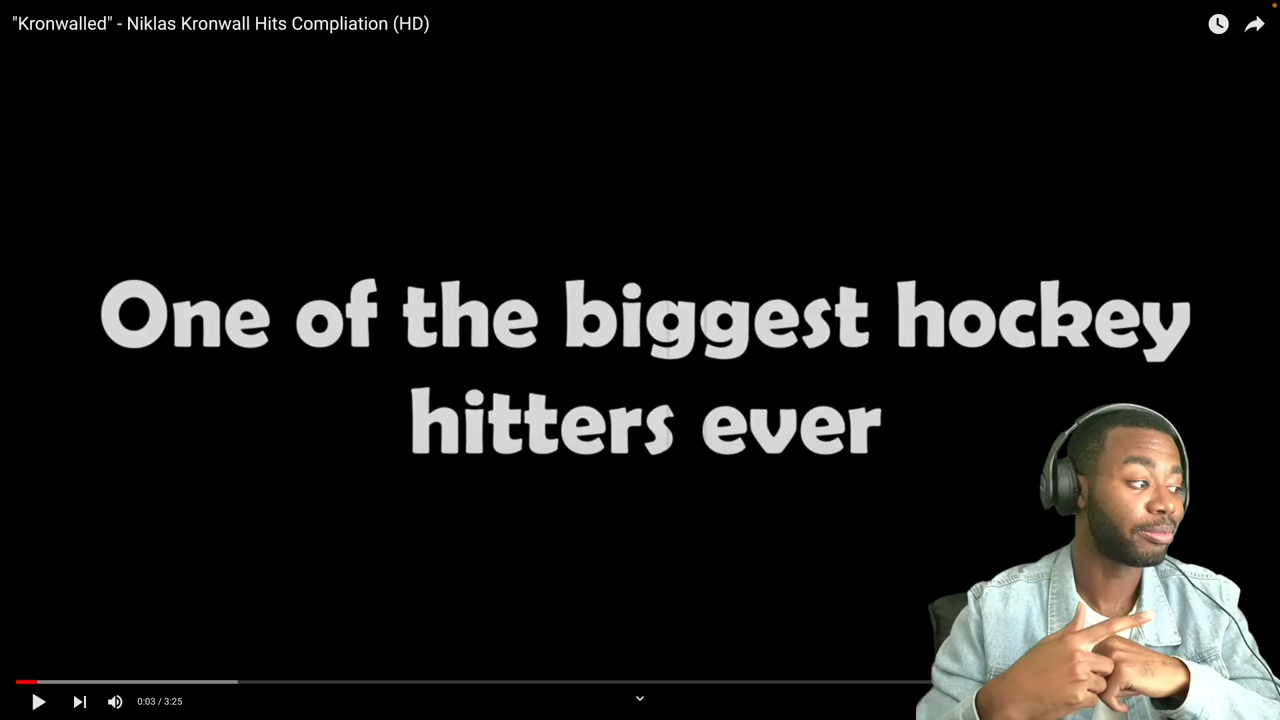 "Kronwalled" - Niklas Kronwall Hits Compliation (HD)
One of the biggest hockey
hitters ever
0:03 / 3:25